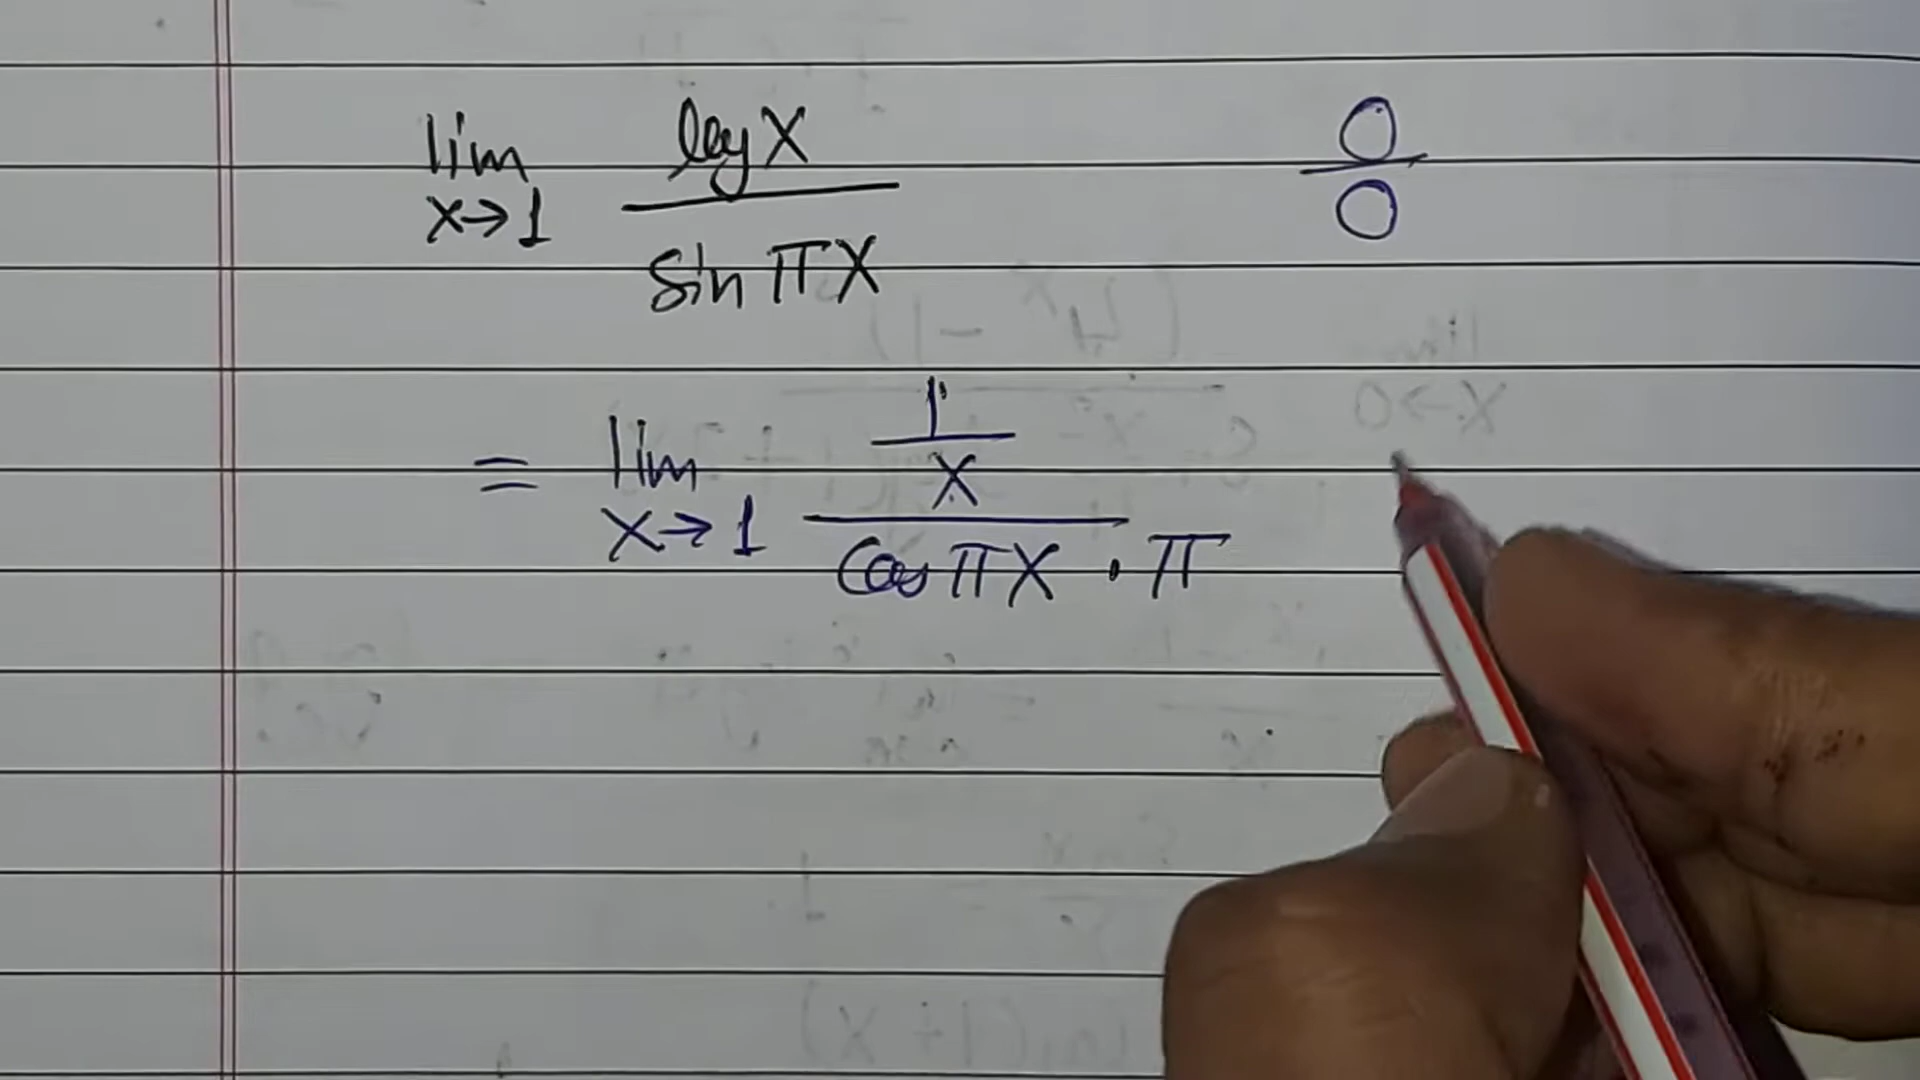 lim x→1 log x / sin πx    0/0
= lim x→1 (1/x) / (cos πx · π)